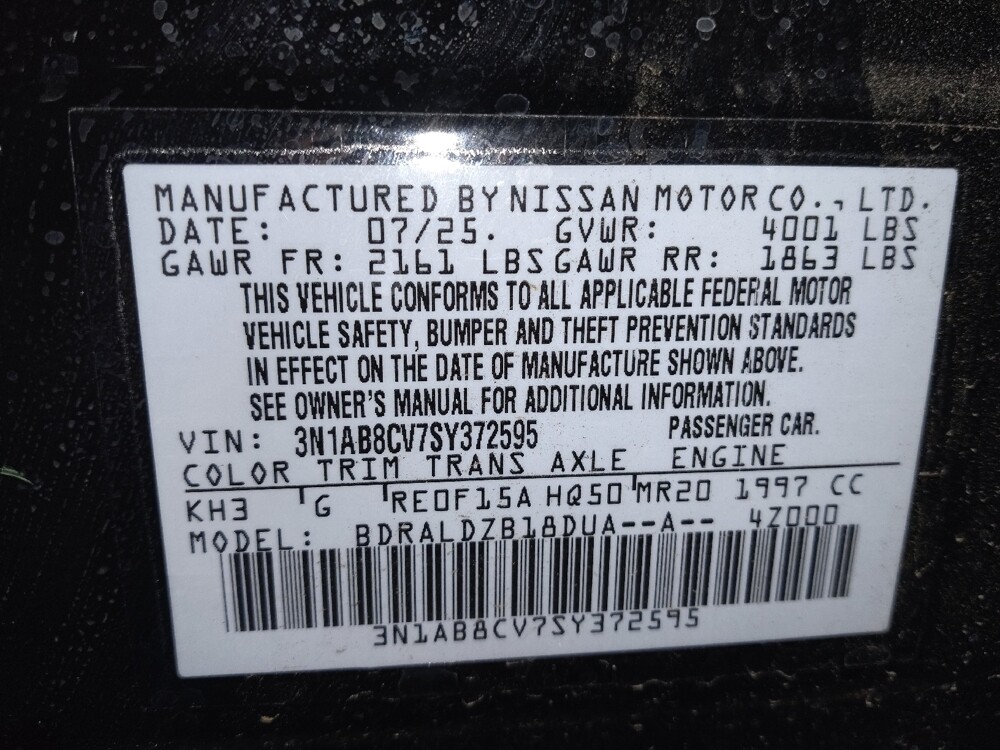 MANUFACTURED BY NISSAN MOTOR CO., LTD.
DATE: 07/25. GVWR: 4001 LBS
GAWR FR: 2161 LBS GAWR RR: 1863 LBS
THIS VEHICLE CONFORMS TO ALL APPLICABLE FEDERAL MOTOR
VEHICLE SAFETY, BUMPER AND THEFT PREVENTION STANDARDS
IN EFFECT ON THE DATE OF MANUFACTURE SHOWN ABOVE.
SEE OWNER'S MANUAL FOR ADDITIONAL INFORMATION.
VIN: 3N1AB8CV7SY372595 PASSENGER CAR.
COLOR TRIM TRANS AXLE ENGINE
KH3 G RE0F15A HQ50 MR20 1997 CC
MODEL: BDRALDZB18DUA--A-- 4Z000
3N1AB8CV7SY372595